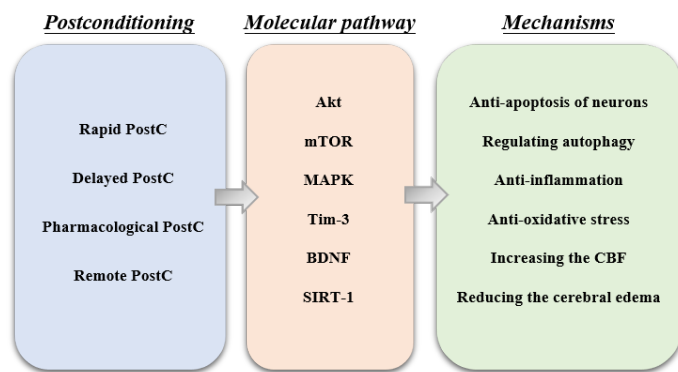 Postconditioning
Molecular pathway
Mechanisms
Rapid PostC
Delayed PostC
Pharmacological PostC
Remote PostC
Akt
mTOR
MAPK
Tim-3
BDNF
SIRT-1
Anti-apoptosis of neurons
Regulating autophagy
Anti-inflammation
Anti-oxidative stress
Increasing the CBF
Reducing the cerebral edema